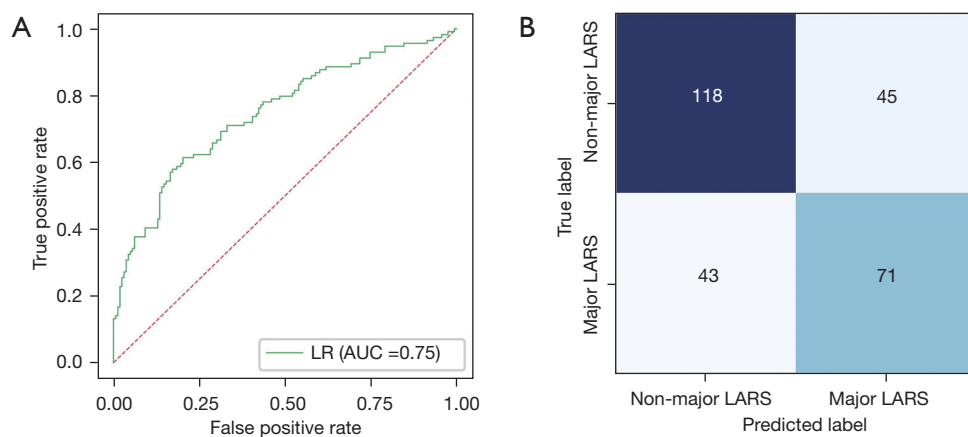 A
1.0
0.8
0.6
0.4
0.2
0.0
True positive rate
0.00
0.25
0.50
0.75
1.00
False positive rate
LR (AUC =0.75)
B
True label
Non-major LARS
Major LARS
118
45
43
71
Non-major LARS
Major LARS
Predicted label